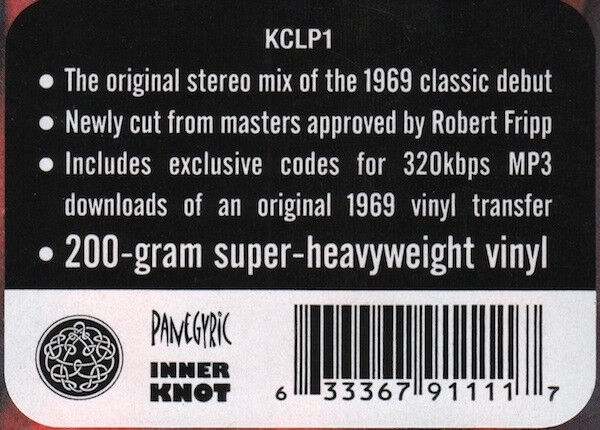 KCLP1
• The original stereo mix of the 1969 classic debut
• Newly cut from masters approved by Robert Fripp
• Includes exclusive codes for 320kbps MP3
downloads of an original 1969 vinyl transfer
• 200-gram super-heavyweight vinyl
PANEGYRIC
INNER
KNOT
6 33367 91111 7